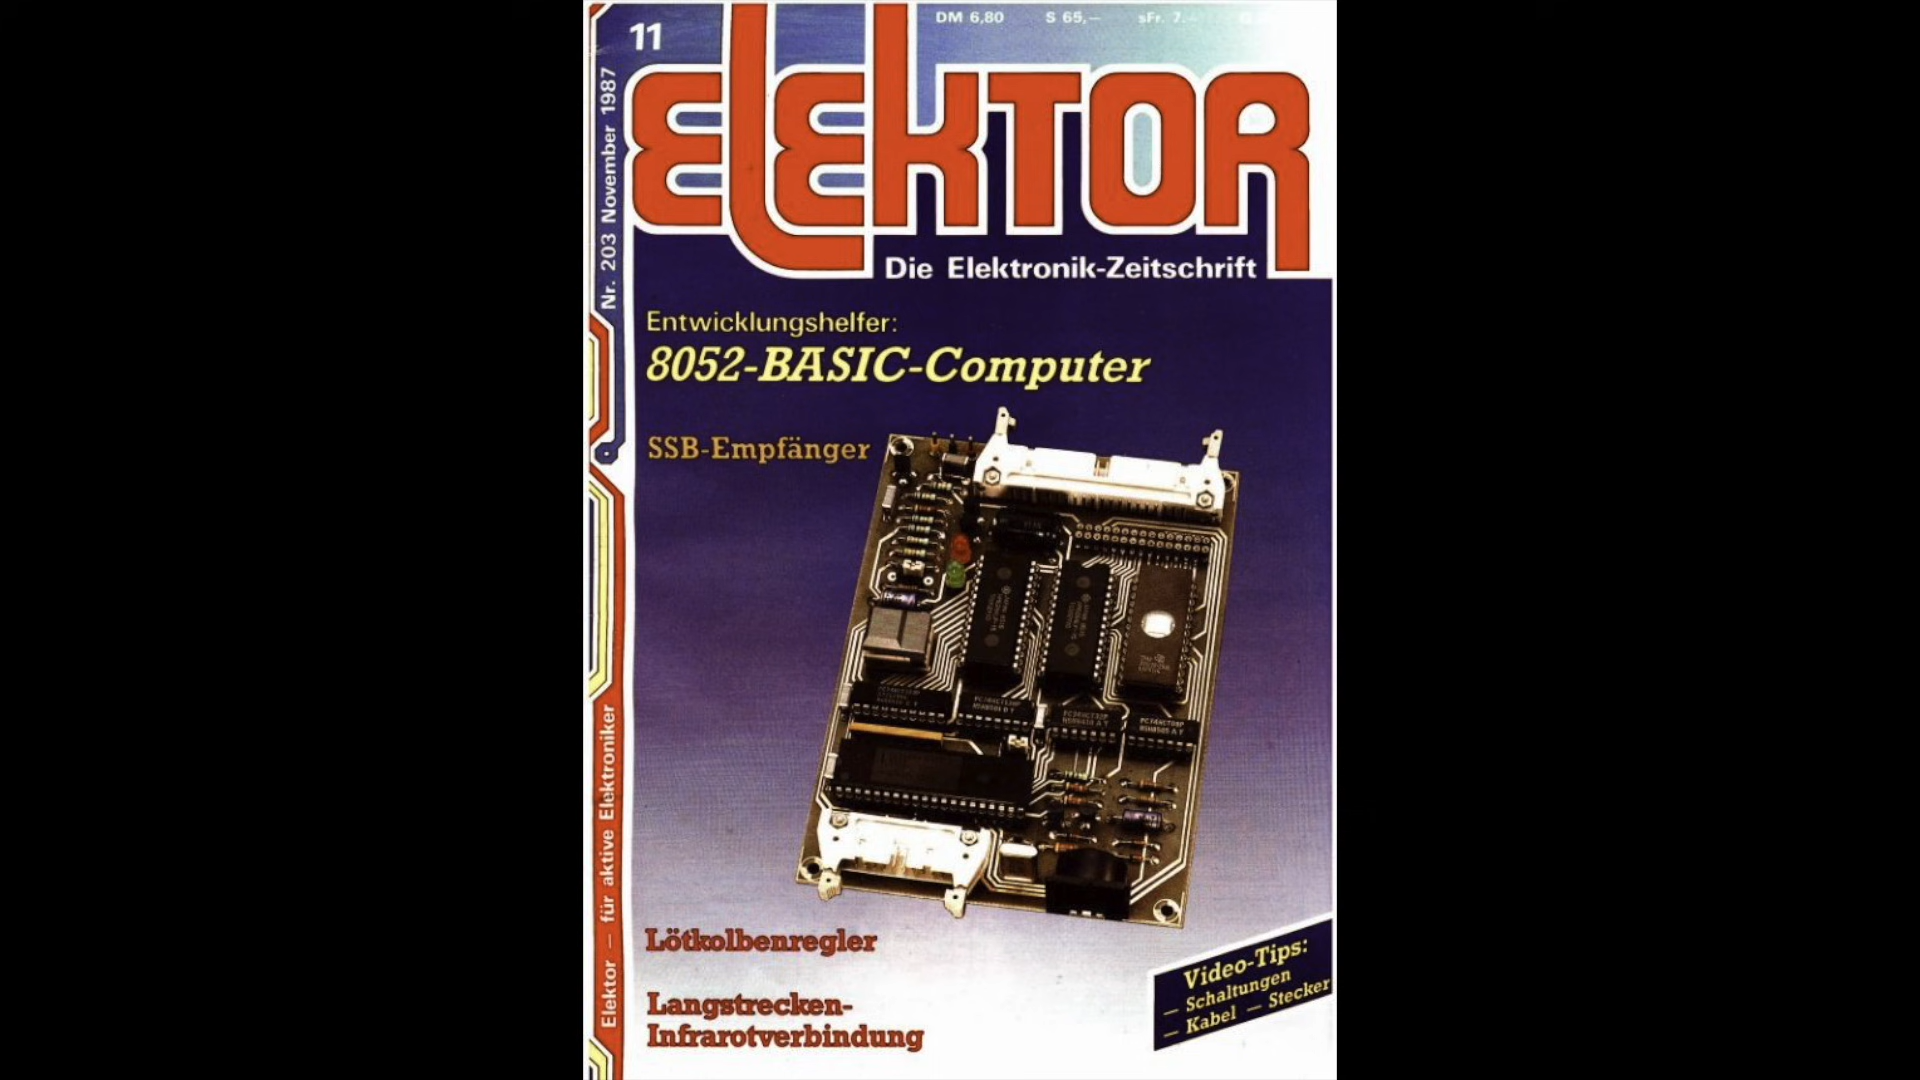 11
DM 6,80 S 65,— sFr. 7.—
Nr. 203 November 1987
ELEKTOR
Die Elektronik-Zeitschrift
Entwicklungshelfer:
8052-BASIC-Computer
SSB-Empfänger
Lötkolbenregler
Langstrecken-
Infrarotverbindung
Video-Tips:
— Schaltungen
— Kabel — Stecker
Elektor — für aktive Elektroniker